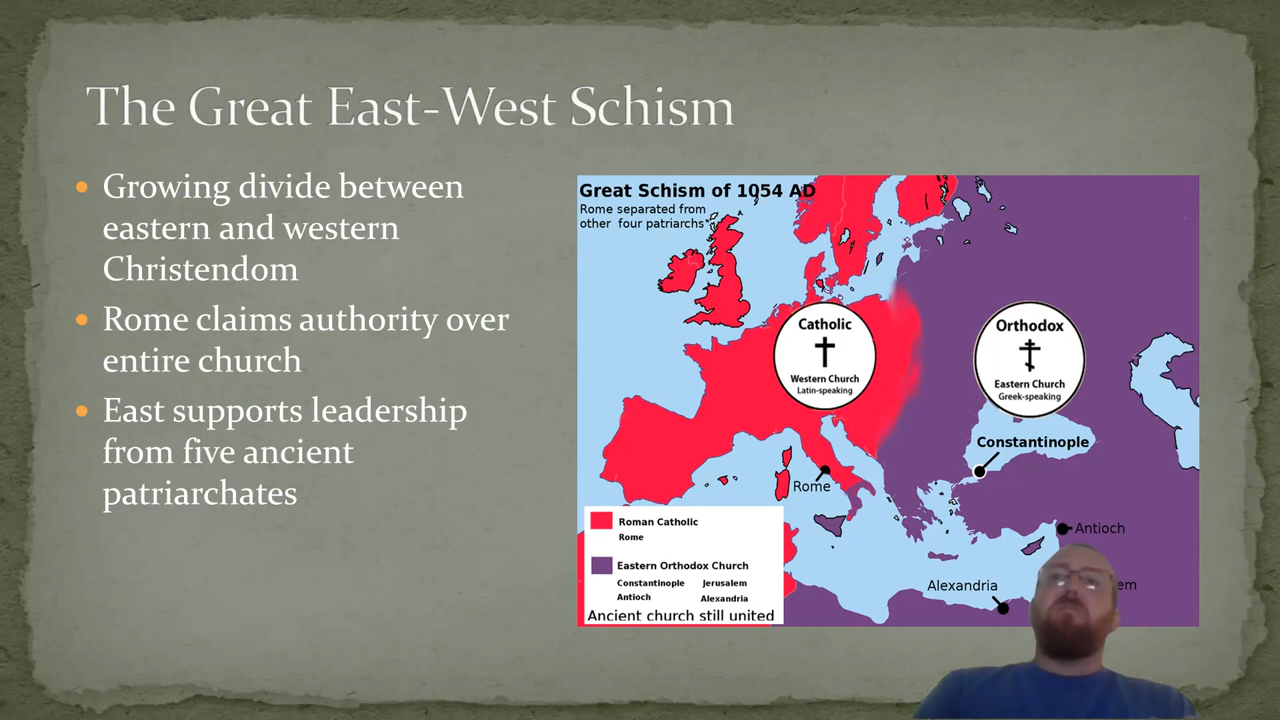 The Great East-West Schism
Growing divide between
eastern and western
Christendom
Rome claims authority over
entire church
East supports leadership
from five ancient
patriarchates
Great Schism of 1054 AD
Rome separated from
other four patriarchs
Catholic
Western Church
Latin-speaking
Orthodox
Eastern Church
Greek-speaking
Constantinople
Rome
Antioch
Alexandria
Roman Catholic
Rome
Eastern Orthodox Church
Constantinople Jerusalem
Antioch Alexandria
Ancient church still united